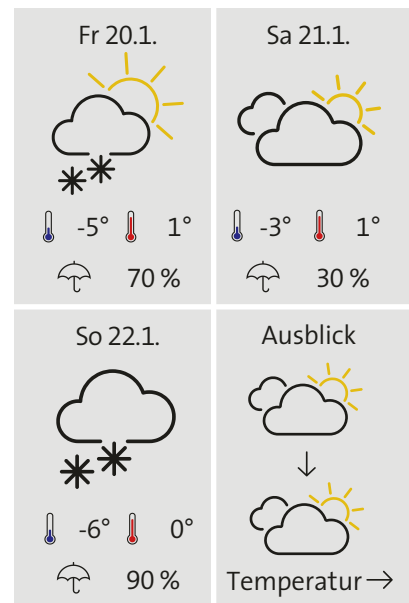 Fr 20.1.
-5° 1°
70 %
Sa 21.1.
-3° 1°
30 %
So 22.1.
-6° 0°
90 %
Ausblick
↓
Temperatur→